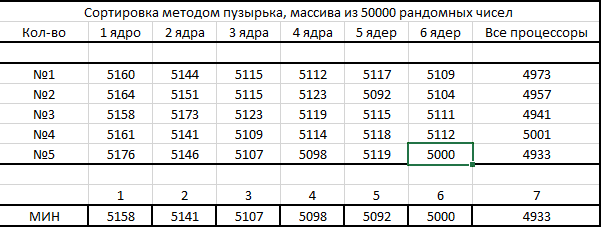 Сортировка методом пузырька, массива из 50000 рандомных чисел
Кол-во 1 ядро 2 ядра 3 ядра 4 ядра 5 ядер 6 ядер Все процессоры
№1 5160 5144 5115 5112 5117 5109 4973
№2 5164 5151 5115 5123 5092 5104 4957
№3 5158 5173 5123 5119 5115 5111 4941
№4 5161 5141 5109 5114 5118 5112 5001
№5 5176 5146 5107 5098 5119 5000 4933
1 2 3 4 5 6 7
МИН 5158 5141 5107 5098 5092 5000 4933